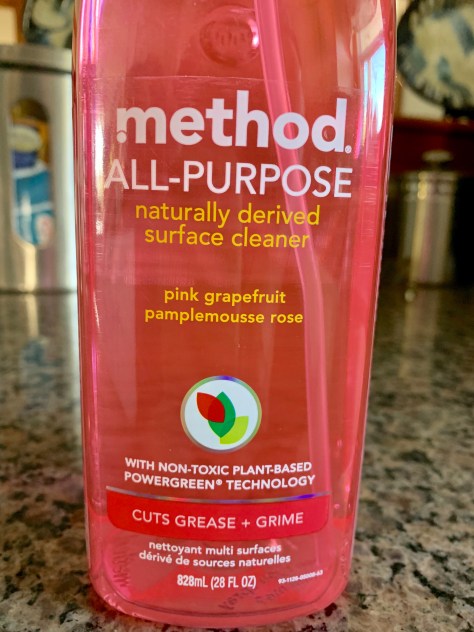 method.
ALL-PURPOSE
naturally derived
surface cleaner
pink grapefruit
pamplemousse rose
WITH NON-TOXIC PLANT-BASED
POWERGREEN® TECHNOLOGY
CUTS GREASE + GRIME
nettoyant multi surfaces
dérivé de sources naturelles
828mL (28 FL OZ)